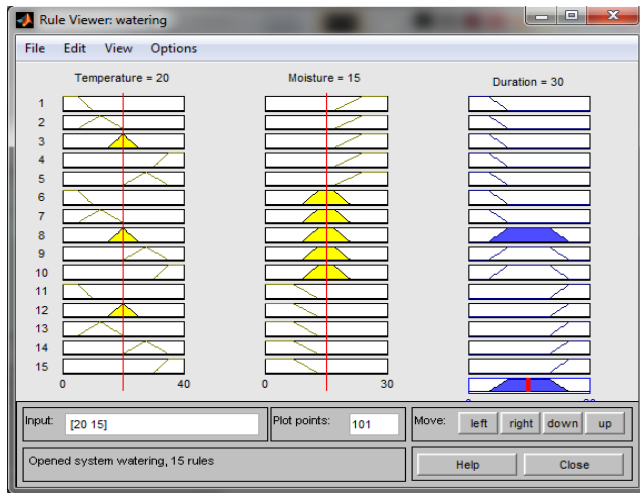 Rule Viewer: watering
File Edit View Options
Temperature = 20 Moisture = 15 Duration = 30
1
2
3
4
5
6
7
8
9
10
11
12
13
14
15
0 40 0 30
Input: [20 15] Plot points: 101 Move: left right down up
Opened system watering, 15 rules Help Close